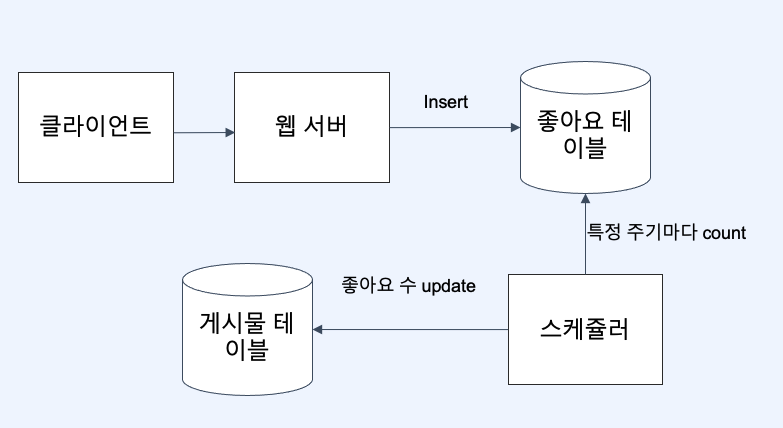 클라이언트
웹 서버
Insert
좋아요 테
이블
특정 주기마다 count
좋아요 수 update
게시물 테
이블
스케쥴러